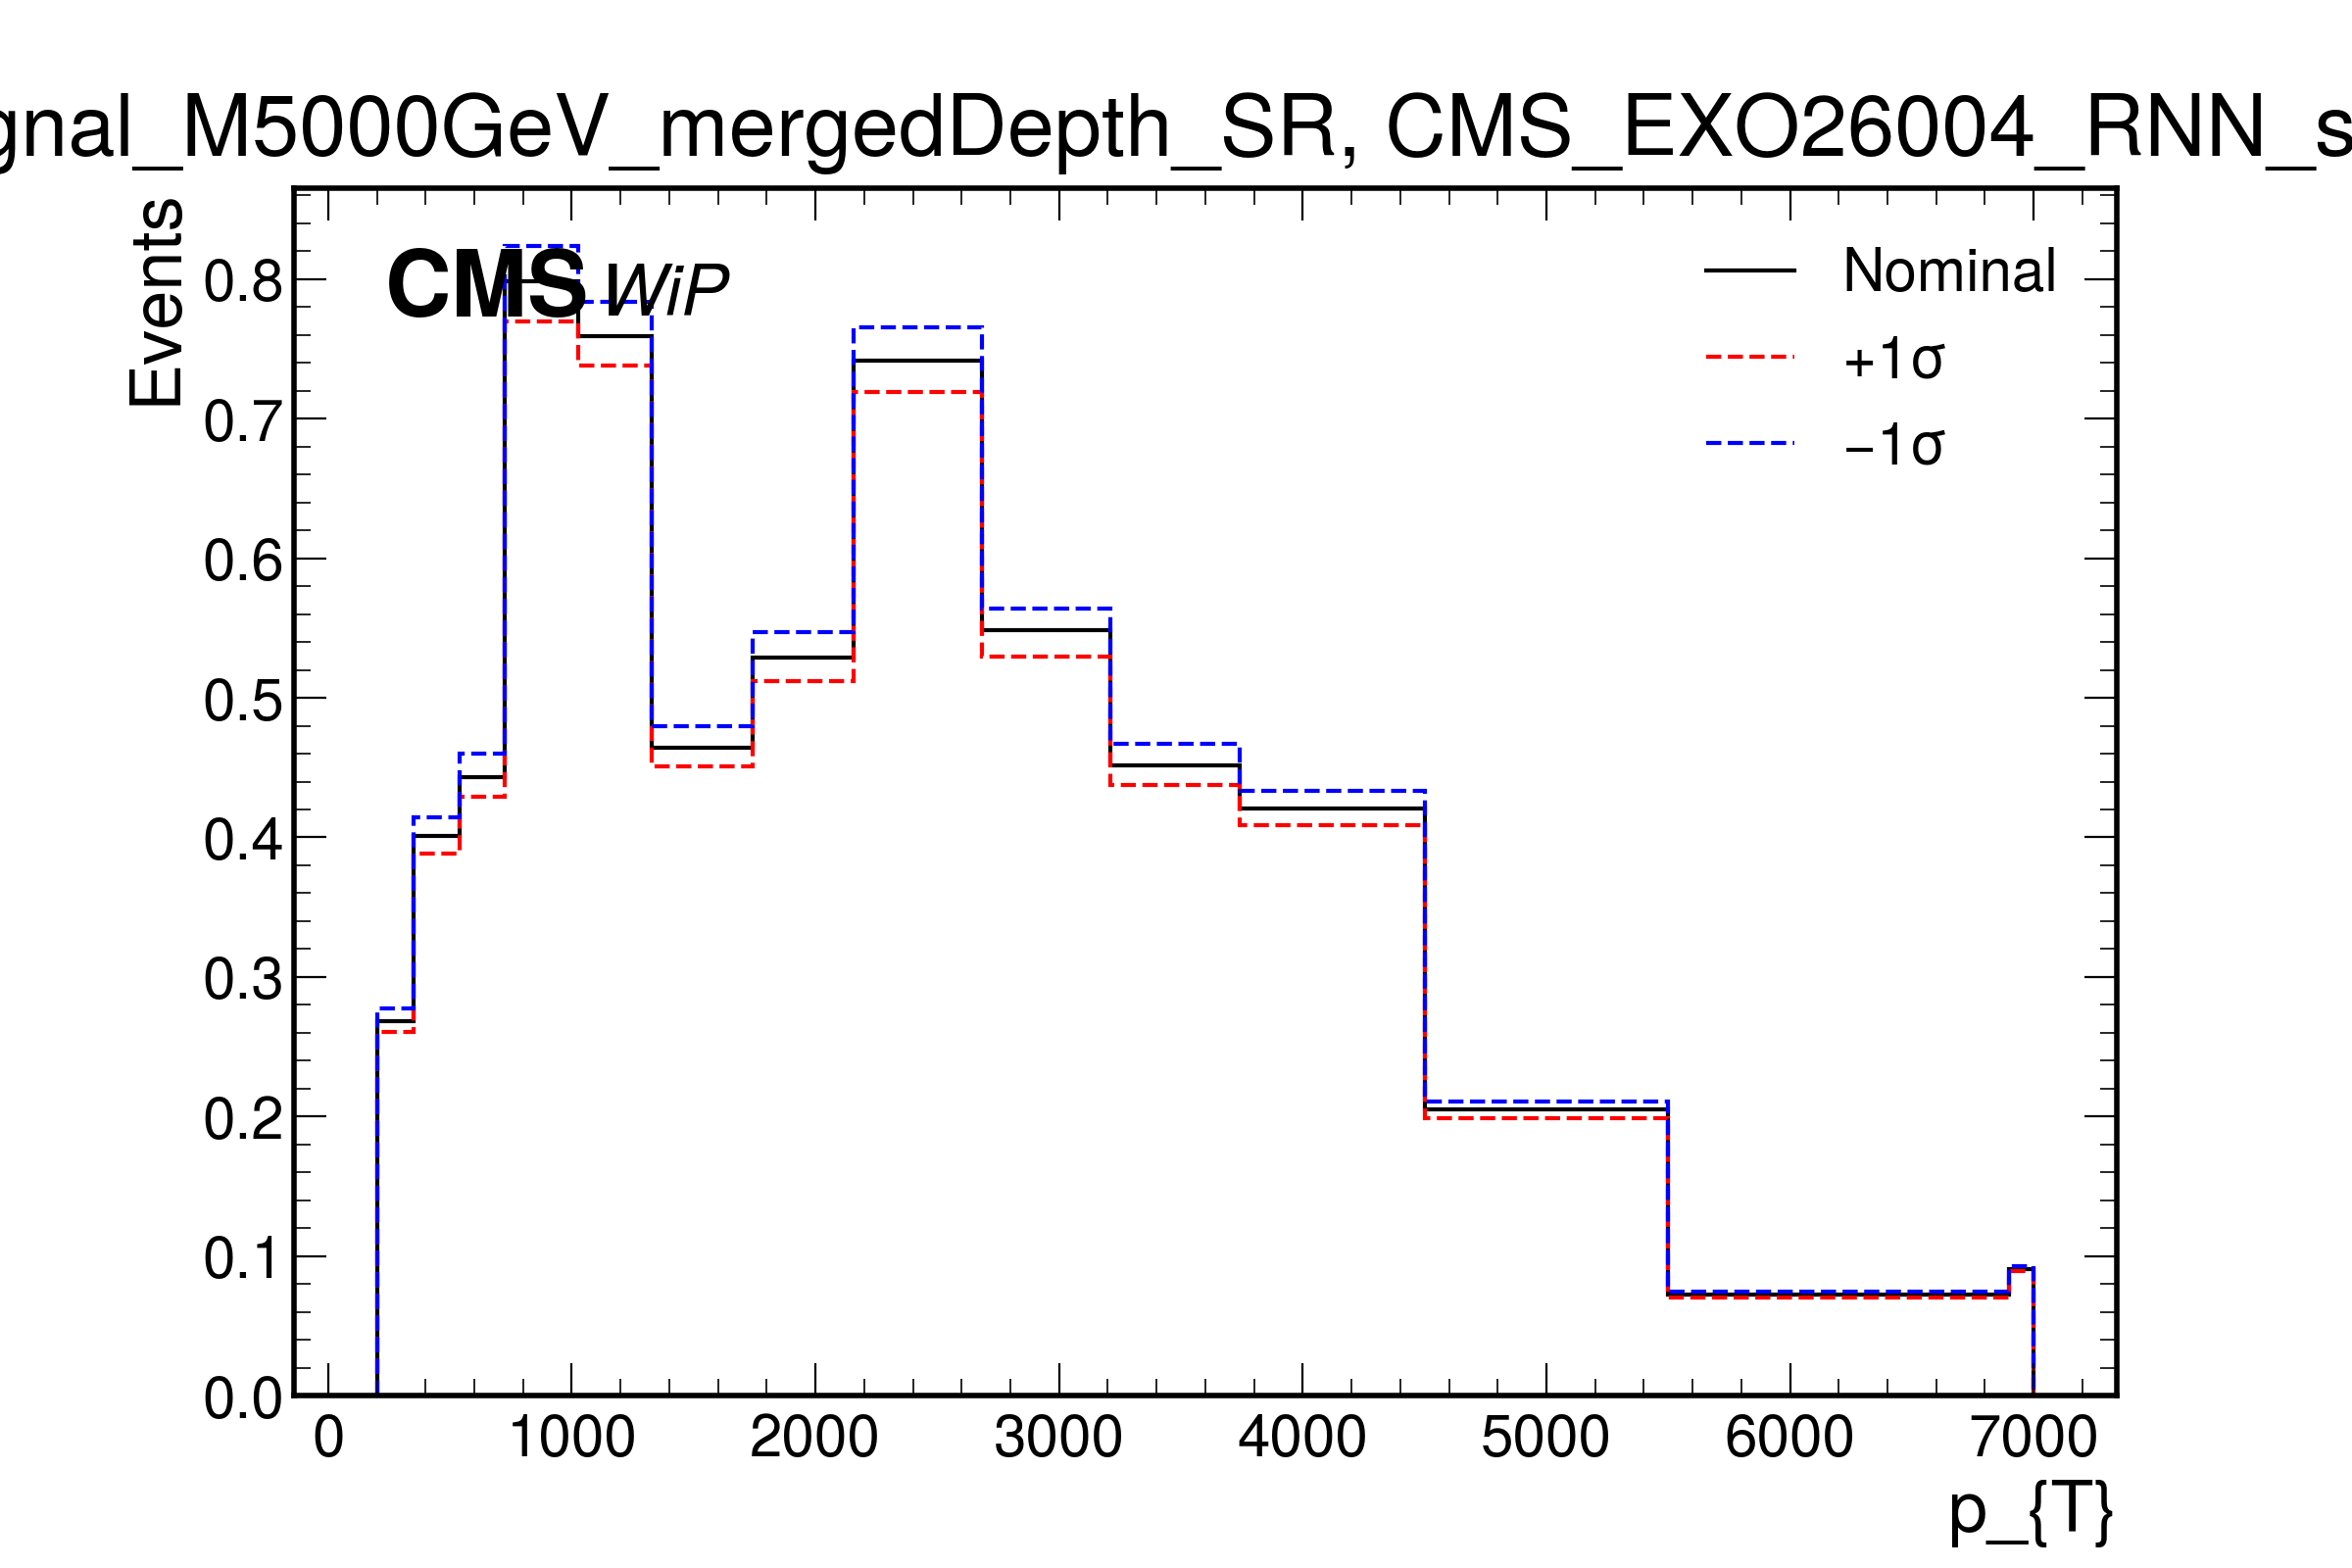 gnal_M5000GeV_mergedDepth_SR, CMS_EXO26004_RNN_s
Events
CMS WiP
Nominal
+1σ
−1σ
0.8
0.7
0.6
0.5
0.4
0.3
0.2
0.1
0.0
0 1000 2000 3000 4000 5000 6000 7000
p_{T}